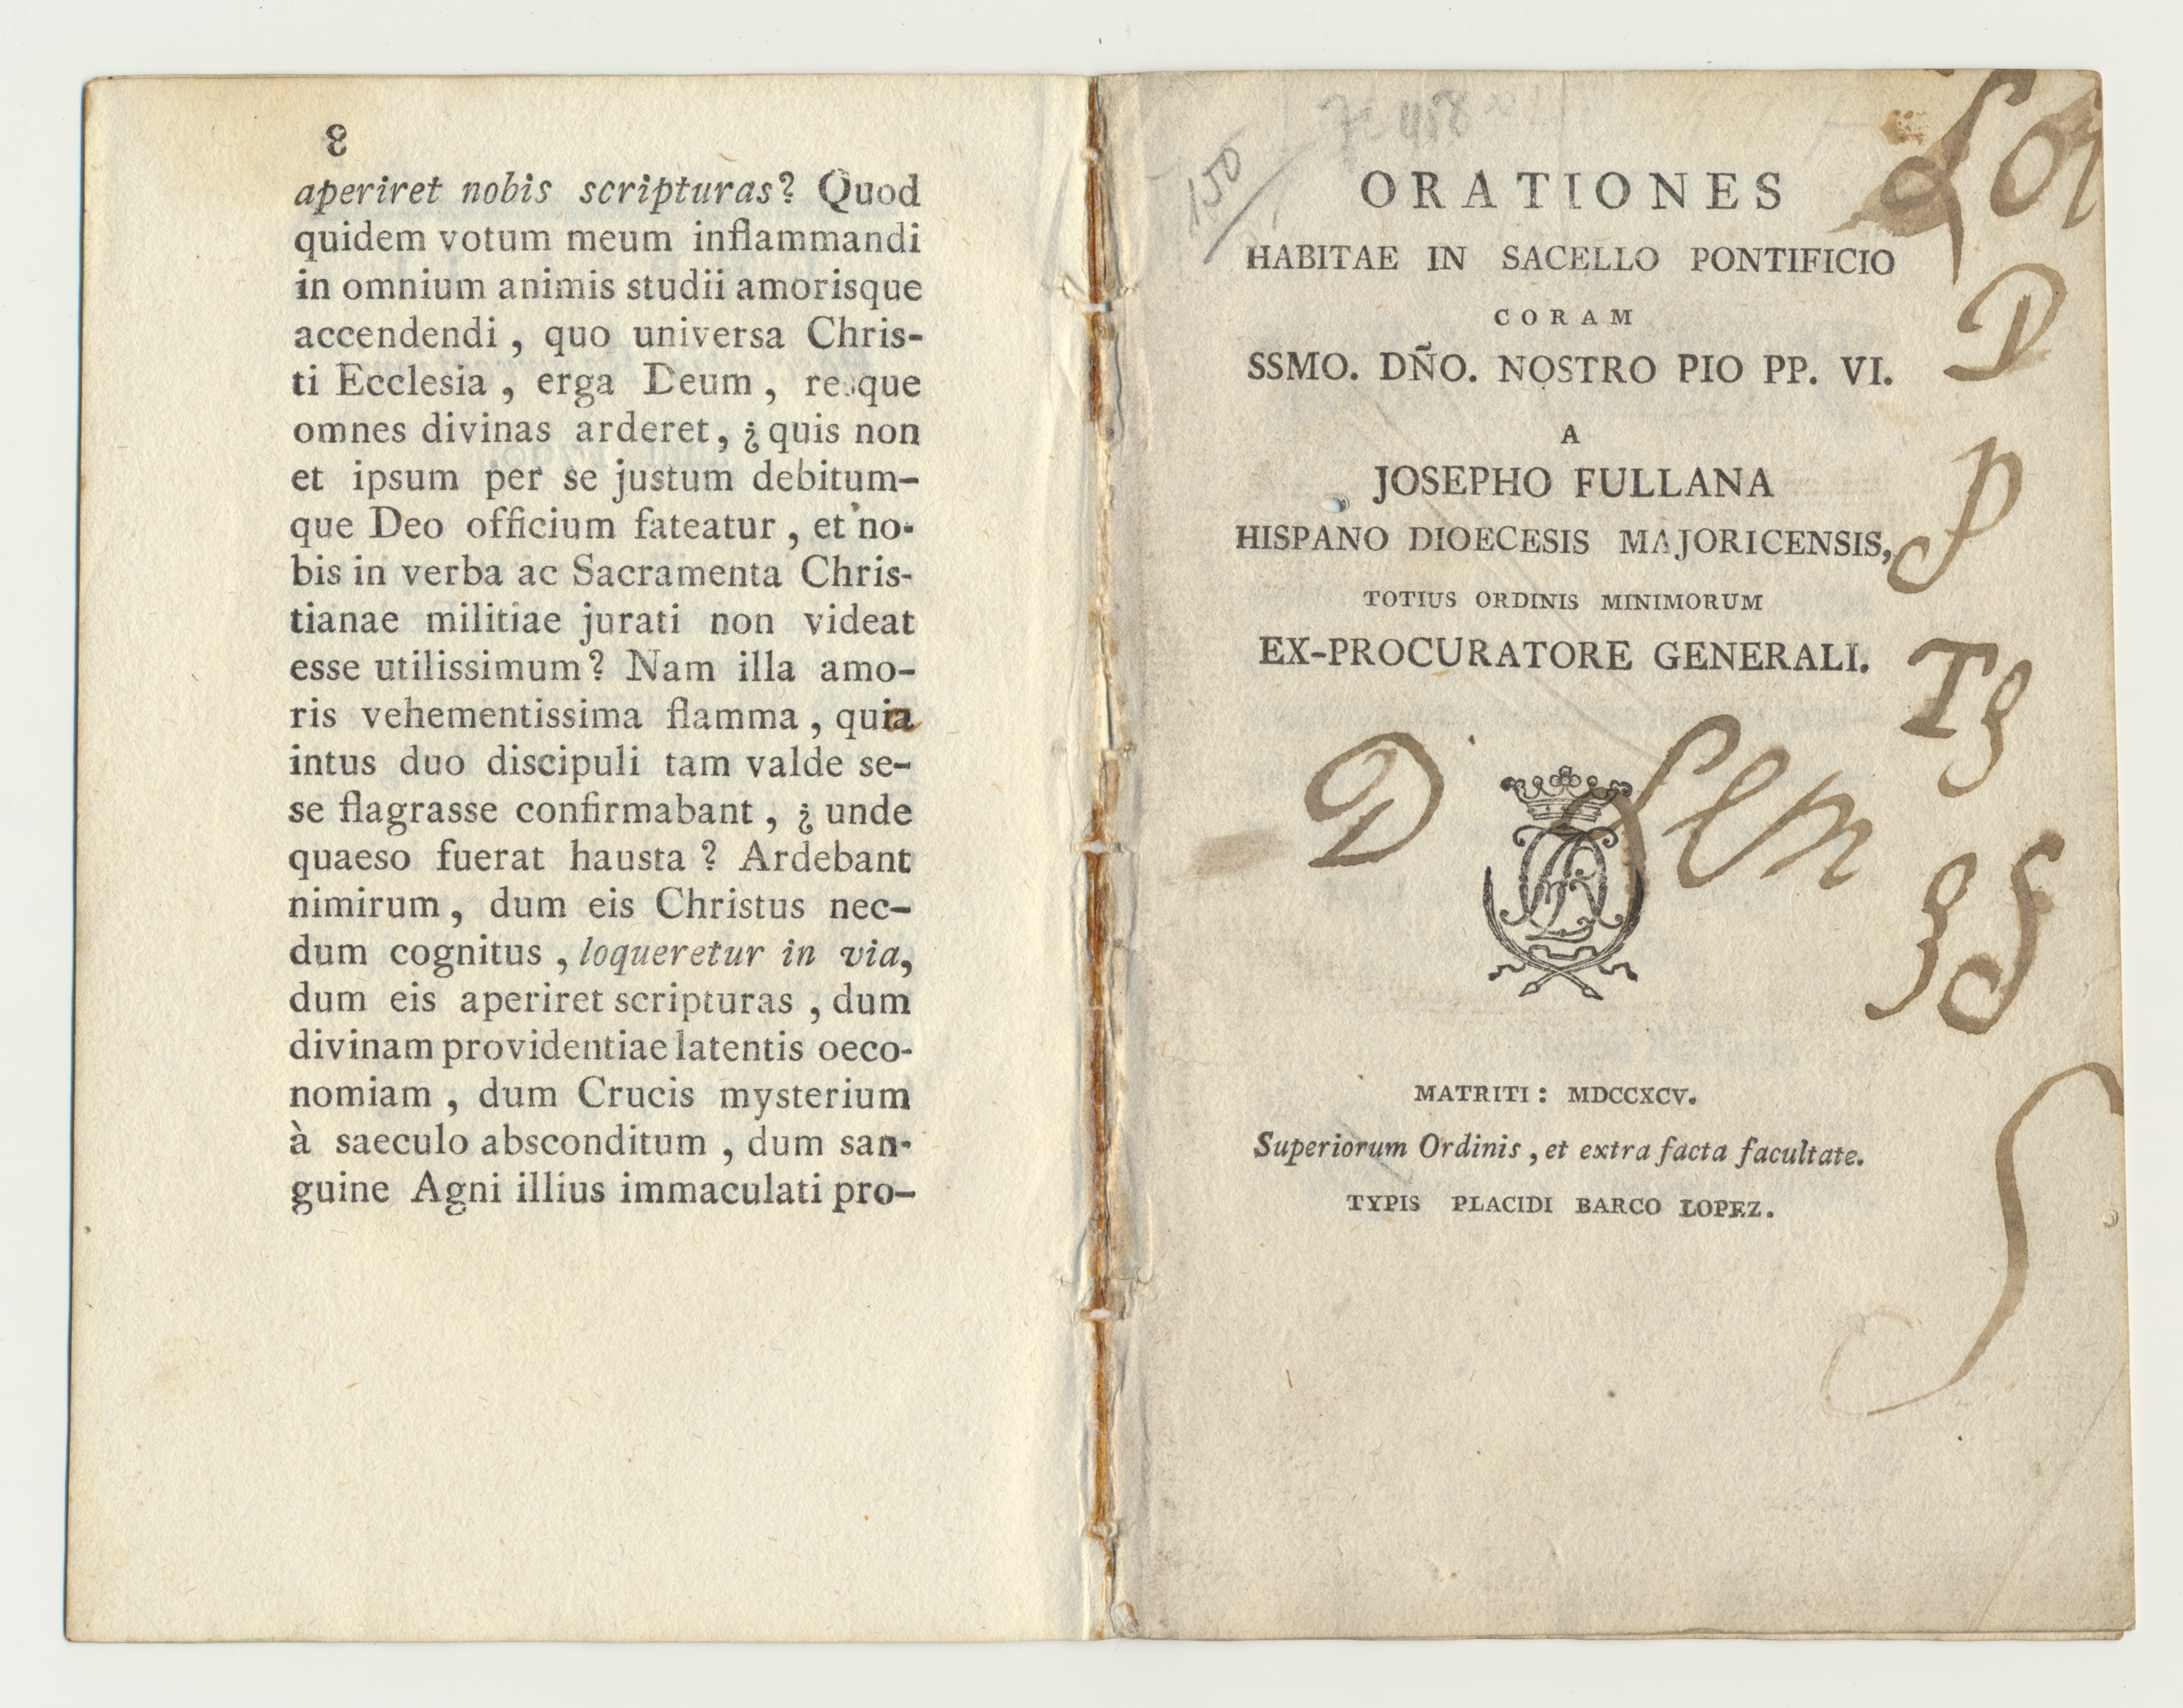 8
aperiret nobis scripturas? Quod
quidem votum meum inflammandi
in omnium animis studii amorisque
accendendi , quo universa Chris-
ti Ecclesia , erga Deum , resque
omnes divinas arderet, ¿ quis non
et ipsum per se justum debitum-
que Deo officium fateatur , et no-
bis in verba ac Sacramenta Chris-
tianae militiae jurati non videat
esse utilissimum? Nam illa amo-
ris vehementissima flamma , quia
intus duo discipuli tam valde se-
se flagrasse confirmabant , ¿ unde
quaeso fuerat hausta ? Ardebant
nimirum, dum eis Christus nec-
dum cognitus , loqueretur in via,
dum eis aperiret scripturas , dum
divinam providentiae latentis oeco-
nomiam , dum Crucis mysterium
à saeculo absconditum , dum san-
guine Agni illius immaculati pro-
150
ORATIONES
HABITAE IN SACELLO PONTIFICIO
CORAM
SSMO. DÑO. NOSTRO PIO PP. VI.
A
JOSEPHO FULLANA
HISPANO DIOECESIS MAJORICENSIS,
TOTIUS ORDINIS MINIMORUM
EX-PROCURATORE GENERALI.
D
MATRITI: MDCCXCV.
Superiorum Ordinis , et extra facta facultate.
TYPIS PLACIDI BARCO LOPEZ.